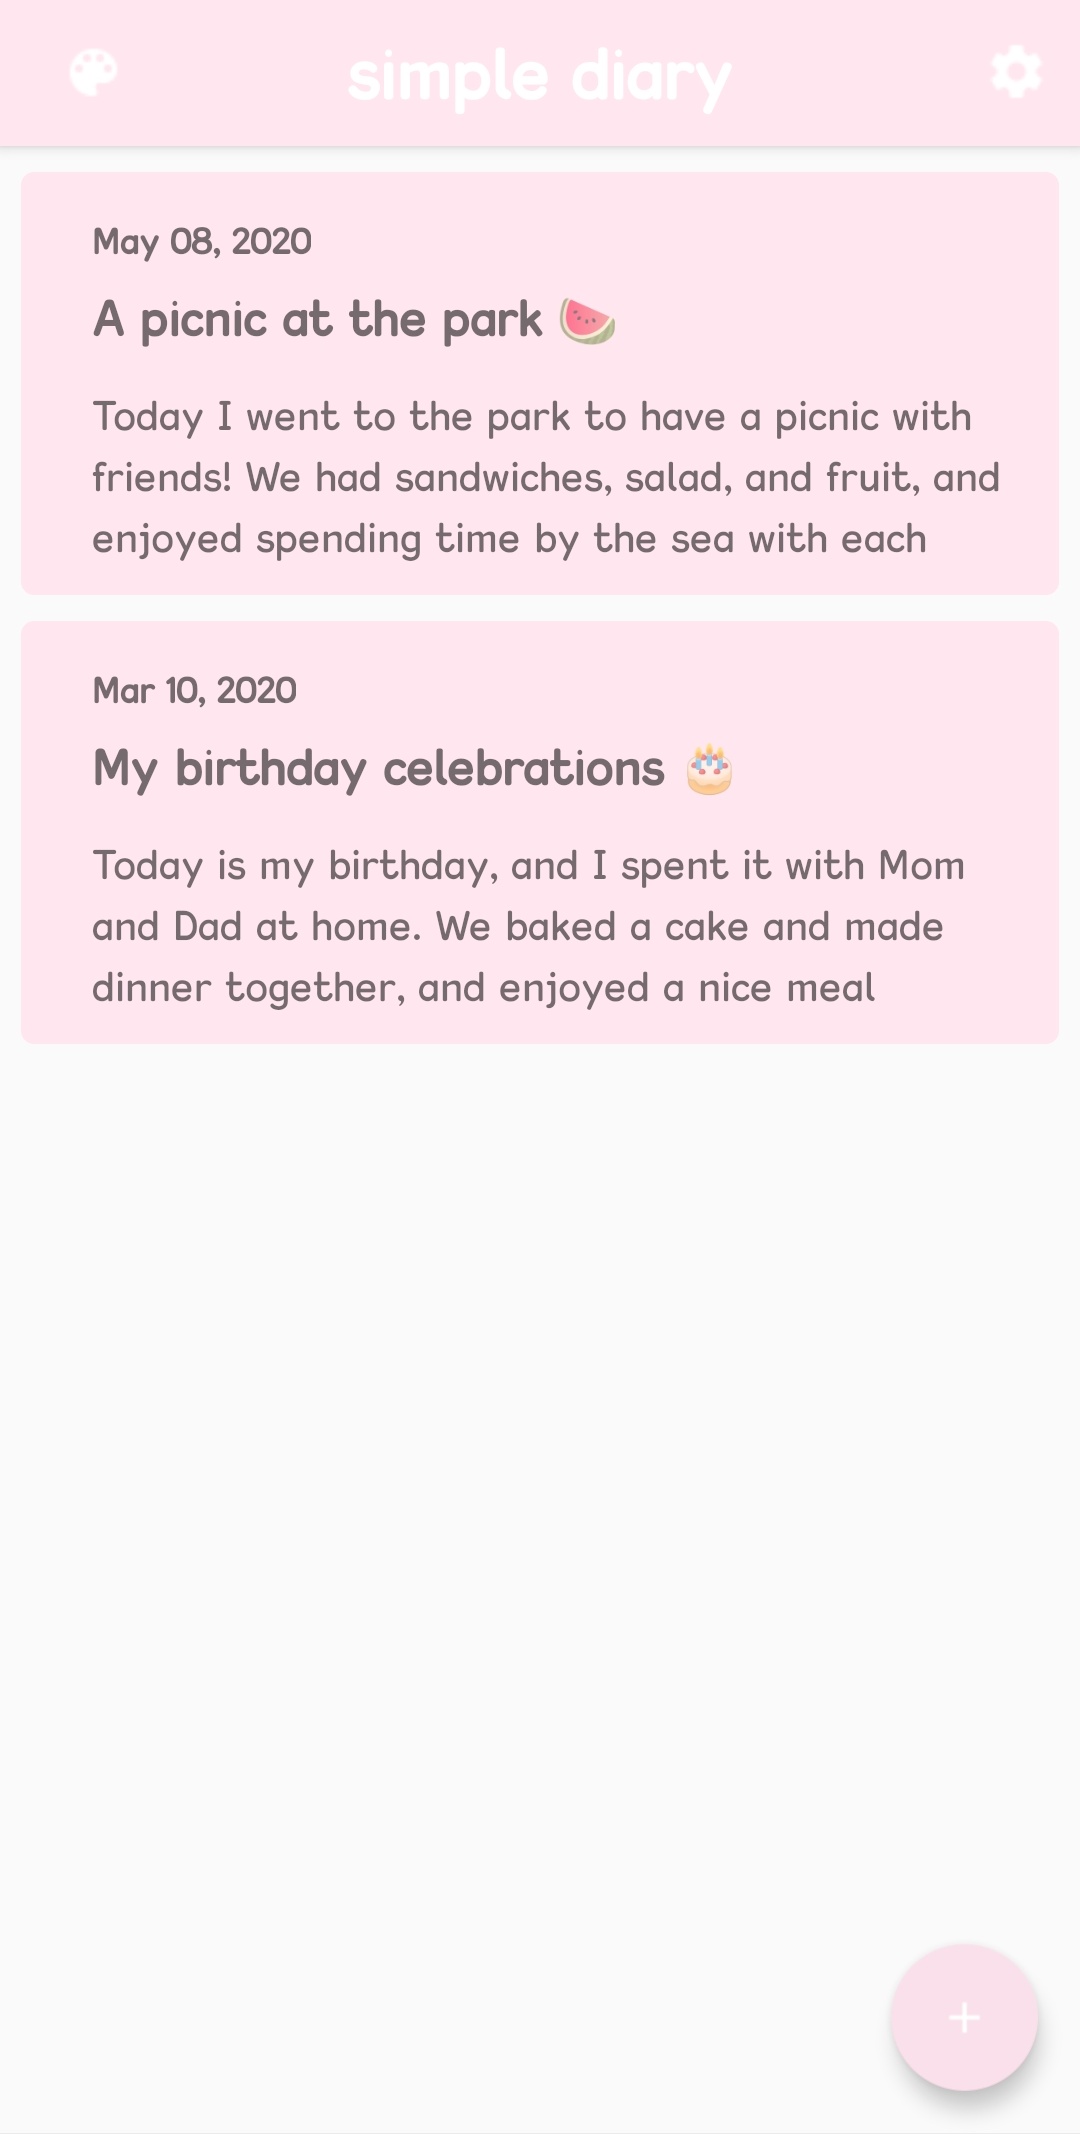 simple diary
May 08, 2020
A picnic at the park 🍉
Today I went to the park to have a picnic with
friends! We had sandwiches, salad, and fruit, and
enjoyed spending time by the sea with each
Mar 10, 2020
My birthday celebrations 🎂
Today is my birthday, and I spent it with Mom
and Dad at home. We baked a cake and made
dinner together, and enjoyed a nice meal
+